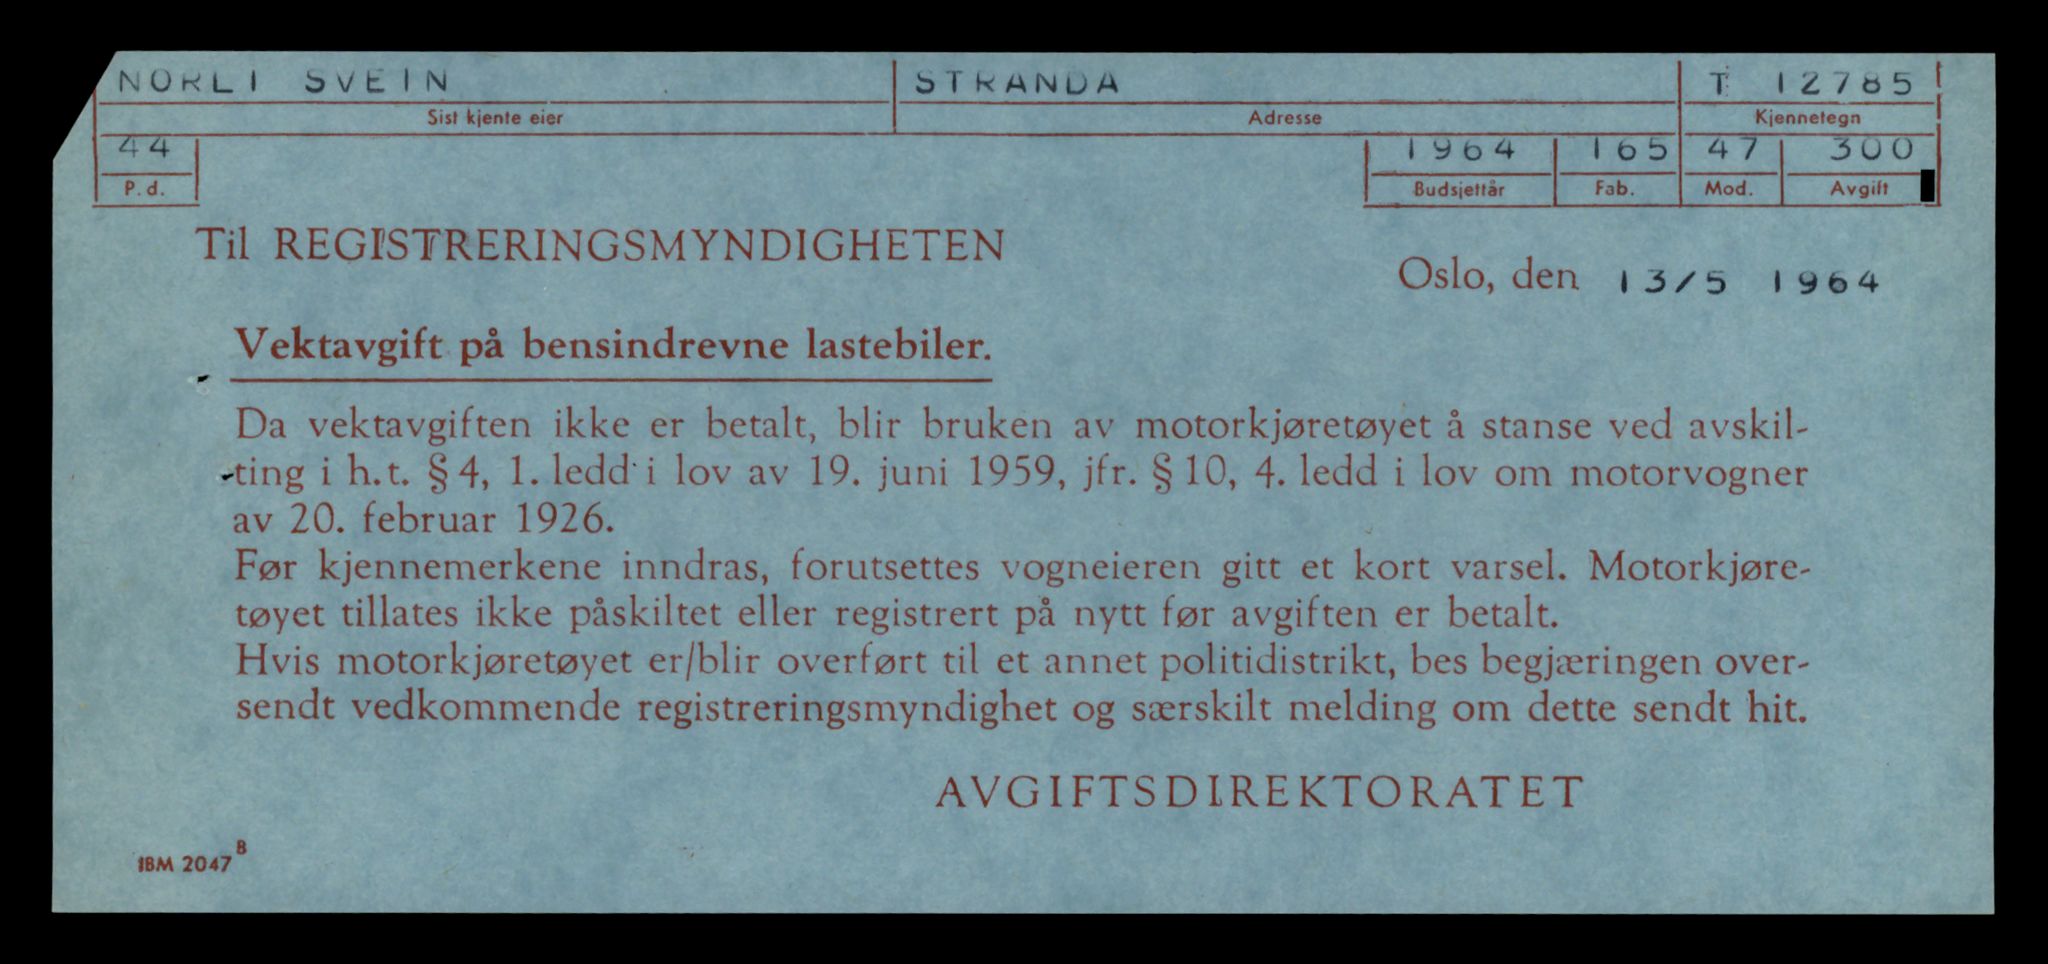 NORLI SVEIN STRANDA T 12785
Sist kjente eier Adresse Kjennetegn
44 1964 165 47 300
P. d. Budsjettår Fab. Mod. Avgift
Til REGISTRERINGSMYNDIGHETEN
Oslo, den 13/5 1964
Vektavgift på bensindrevne lastebiler.
Da vektavgiften ikke er betalt, blir bruken av motorkjøretøyet å stanse ved avskil-
ting i h. t. § 4, 1. ledd i lov av 19. juni 1959, jfr. § 10, 4. ledd i lov om motorvogner
av 20. februar 1926.
Før kjennemerkene inndras, forutsettes vogneieren gitt et kort varsel. Motorkjøre-
tøyet tillates ikke påskiltet eller registrert på nytt før avgiften er betalt.
Hvis motorkjøretøyet er/blir overført til et annet politidistrikt, bes begjæringen over-
sendt vedkommende registreringsmyndighet og særskilt melding om dette sendt hit.
AVGIFTSDIREKTORATET
IBM 2047 B